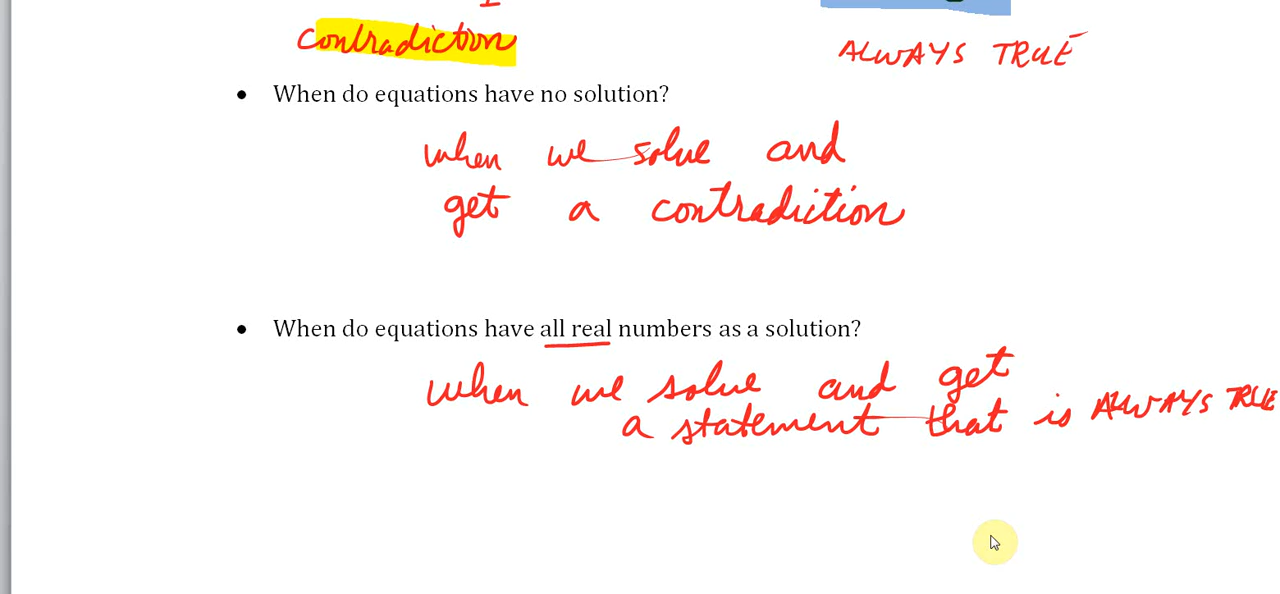 contradiction
ALWAYS TRUE
• When do equations have no solution?
when we solve and
get a contradiction
• When do equations have all real numbers as a solution?
when we solve and get
a statement that is ALWAYS TRUE